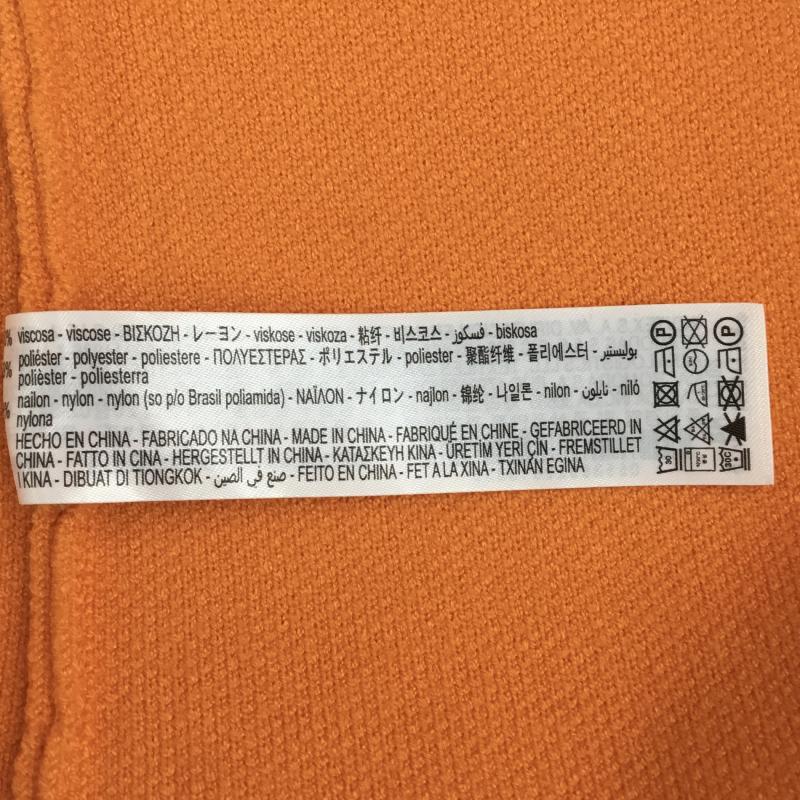 % viscosa - viscose - ΒΙΣΚΟΖΗ - レーヨン - viskose - viskoza - 粘纤 - 비스코스 - فسكوز - biskosa
0% poliéster - polyester - poliestere - ΠΟΛΥΕΣΤΕΡΑΣ - ポリエステル - poliester - 聚酯纤维 - 폴리에스터 - بوليستير
polièster - poliesterra
% nailon - nylon - nylon (so p/o Brasil poliamida) - ΝΑΪΛΟΝ - ナイロン - najlon - 锦纶 - 나일론 - nilon - نايلون - niló
nylona
HECHO EN CHINA - FABRICADO NA CHINA - MADE IN CHINA - FABRIQUÉ EN CHINE - GEFABRICEERD IN
CHINA - FATTO IN CINA - HERGESTELLT IN CHINA - ΚΑΤΑΣΚΕΥΗ ΚΙΝΑ - ÜRETİM YERİ ÇİN - FREMSTILLET
I KINA - DIBUAT DI TIONGKOK - صنع في الصين - FEITO EN CHINA - FET A LA XINA - TXINAN EGINA
P P